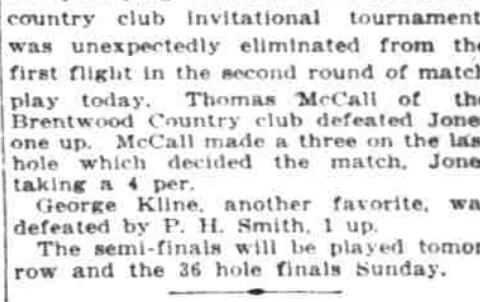 country club invitational tournament
was unexpectedly eliminated from the
first flight in the second round of match
play today. Thomas McCall of the
Brentwood Country club defeated Jone
one up. McCall made a three on the las
hole which decided the match, Jone
taking a 4 per.
George Kline, another favorite, wa
defeated by P. H. Smith, 1 up.
The semi-finals will be played tomor
row and the 36 hole finals Sunday.